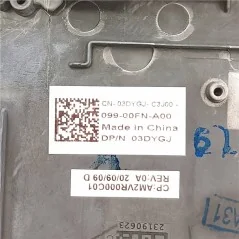 CN- 03DYGJ- C3J00 -
099-00FN-A00
Made in China
DP/N 03DYGJ
CP-AM2VR000C01
REV:0A 20/09/09 D
23190623
A31